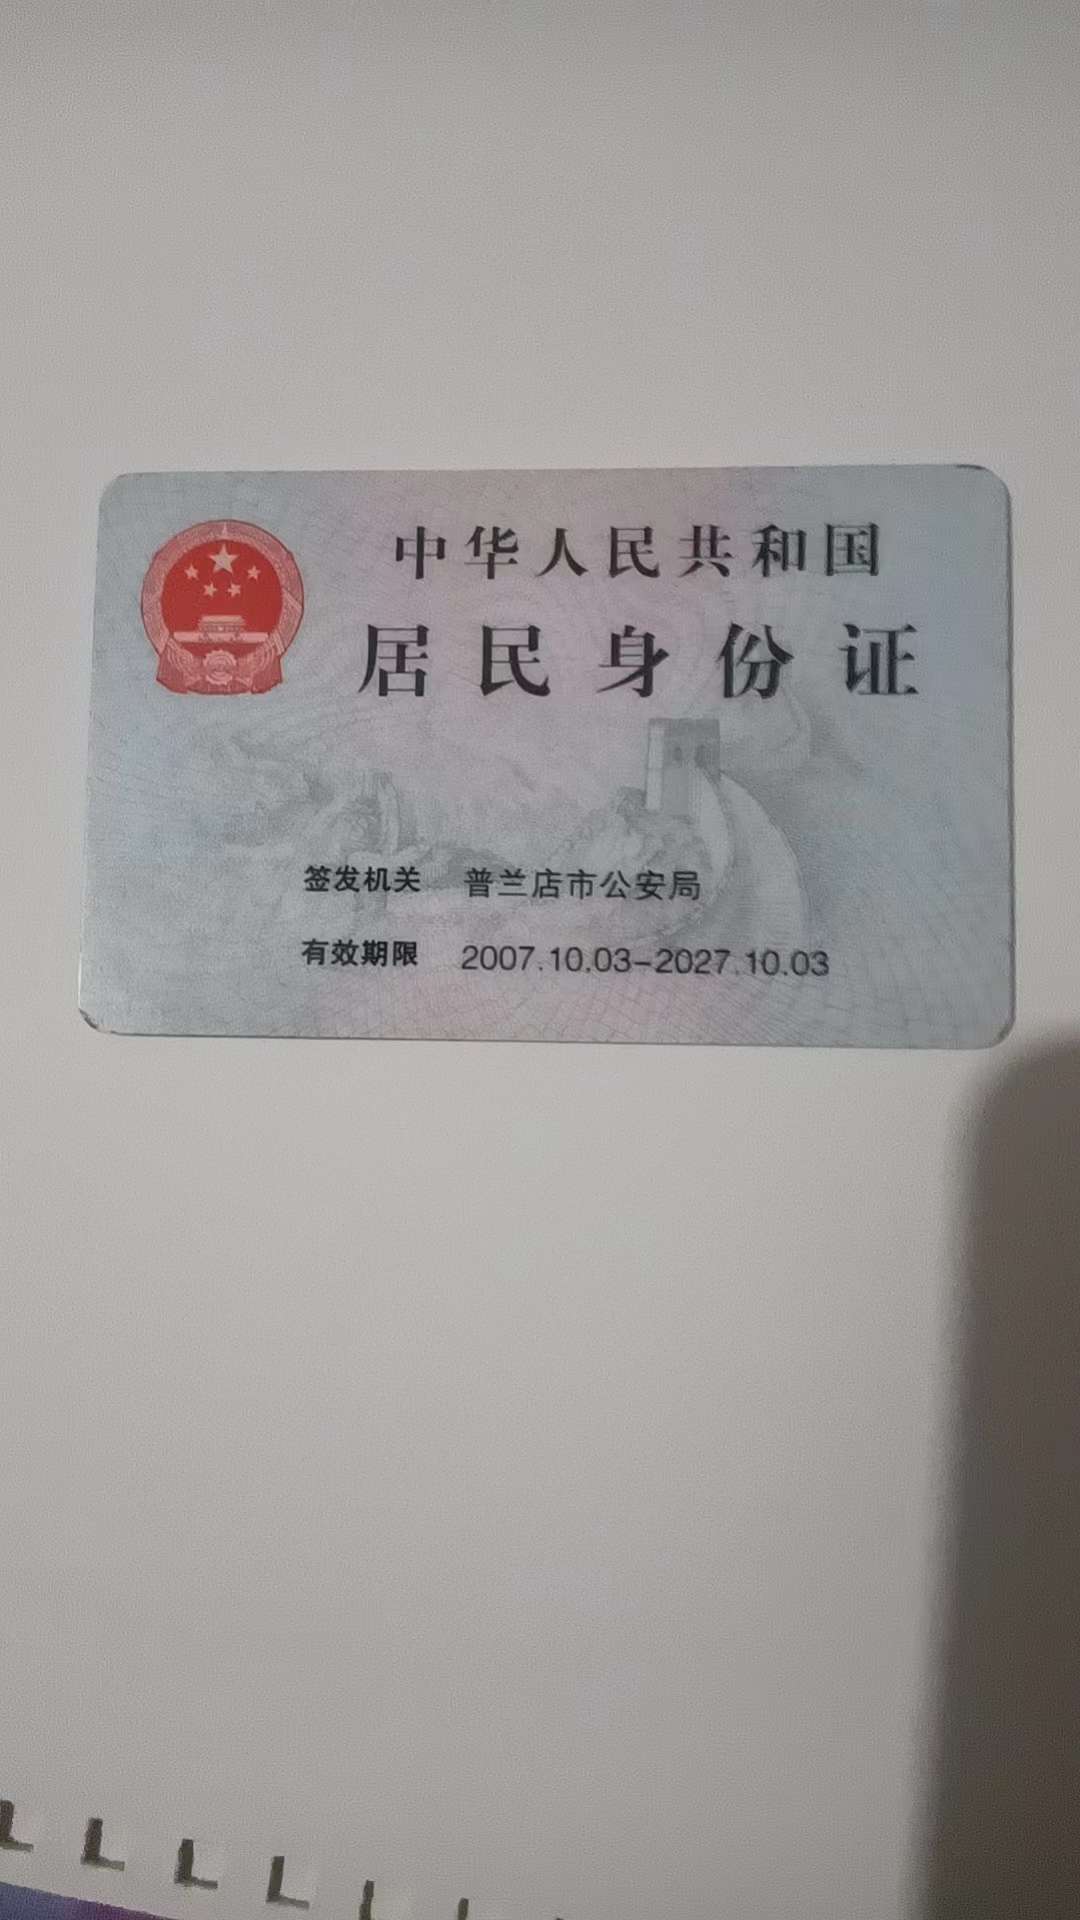 中华人民共和国
居民身份证
签发机关 普兰店市公安局
有效期限 2007.10.03-2027.10.03